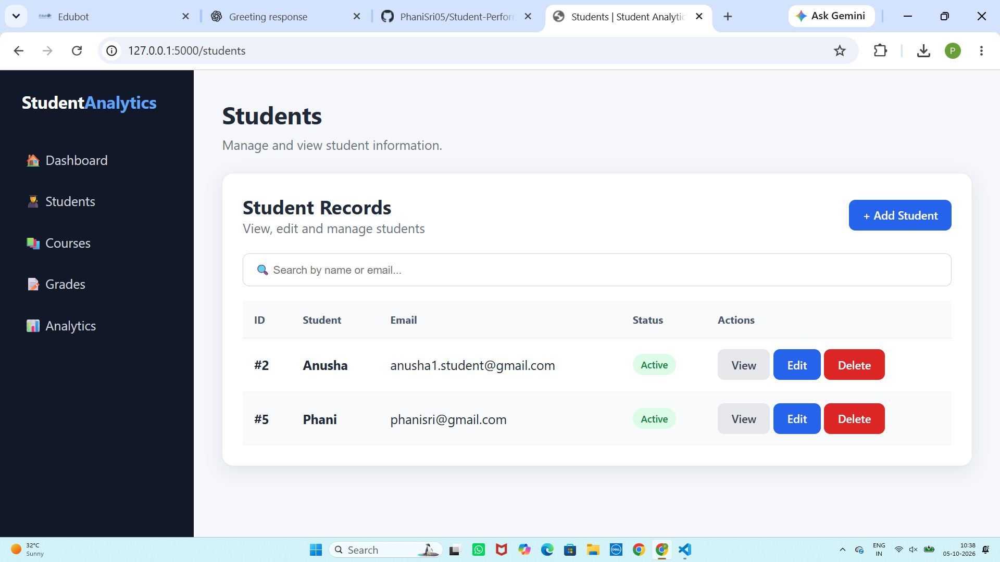 Edubot
Greeting response
PhaniSri05/Student-Perfor
Students | Student Analytic
Ask Gemini
127.0.0.1:5000/students
P
StudentAnalytics
Dashboard
Students
Courses
Grades
Analytics
Students
Manage and view student information.
Student Records
View, edit and manage students
+ Add Student
Search by name or email...
ID Student Email Status Actions
#2 Anusha anusha1.student@gmail.com Active View Edit Delete
#5 Phani phanisri@gmail.com Active View Edit Delete
32°C
Sunny
Search
DELL
ENG
IN
10:38
05-10-2026